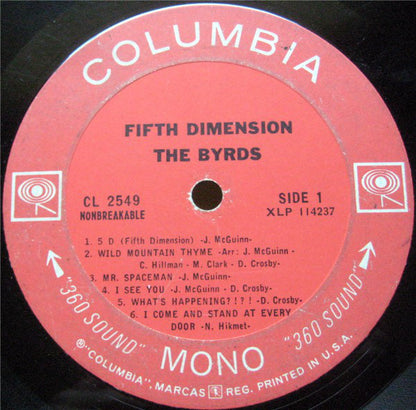 COLUMBIA
FIFTH DIMENSION
THE BYRDS
CL 2549
NONBREAKABLE
SIDE 1
XLP 114237
1. 5 D (Fifth Dimension) -J. McGuinn-
2. WILD MOUNTAIN THYME -Arr: J. McGuinn -
C. Hillman - M. Clark - D. Crosby-
3. MR. SPACEMAN -J. McGuinn-
4. I SEE YOU -J. McGuinn - D. Crosby-
5. WHAT'S HAPPENING?!?! -D. Crosby-
6. I COME AND STAND AT EVERY
DOOR -N. Hikmet-
"360 SOUND"
MONO
"360 SOUND"
® "COLUMBIA", MARCAS REG. PRINTED IN U.S.A.